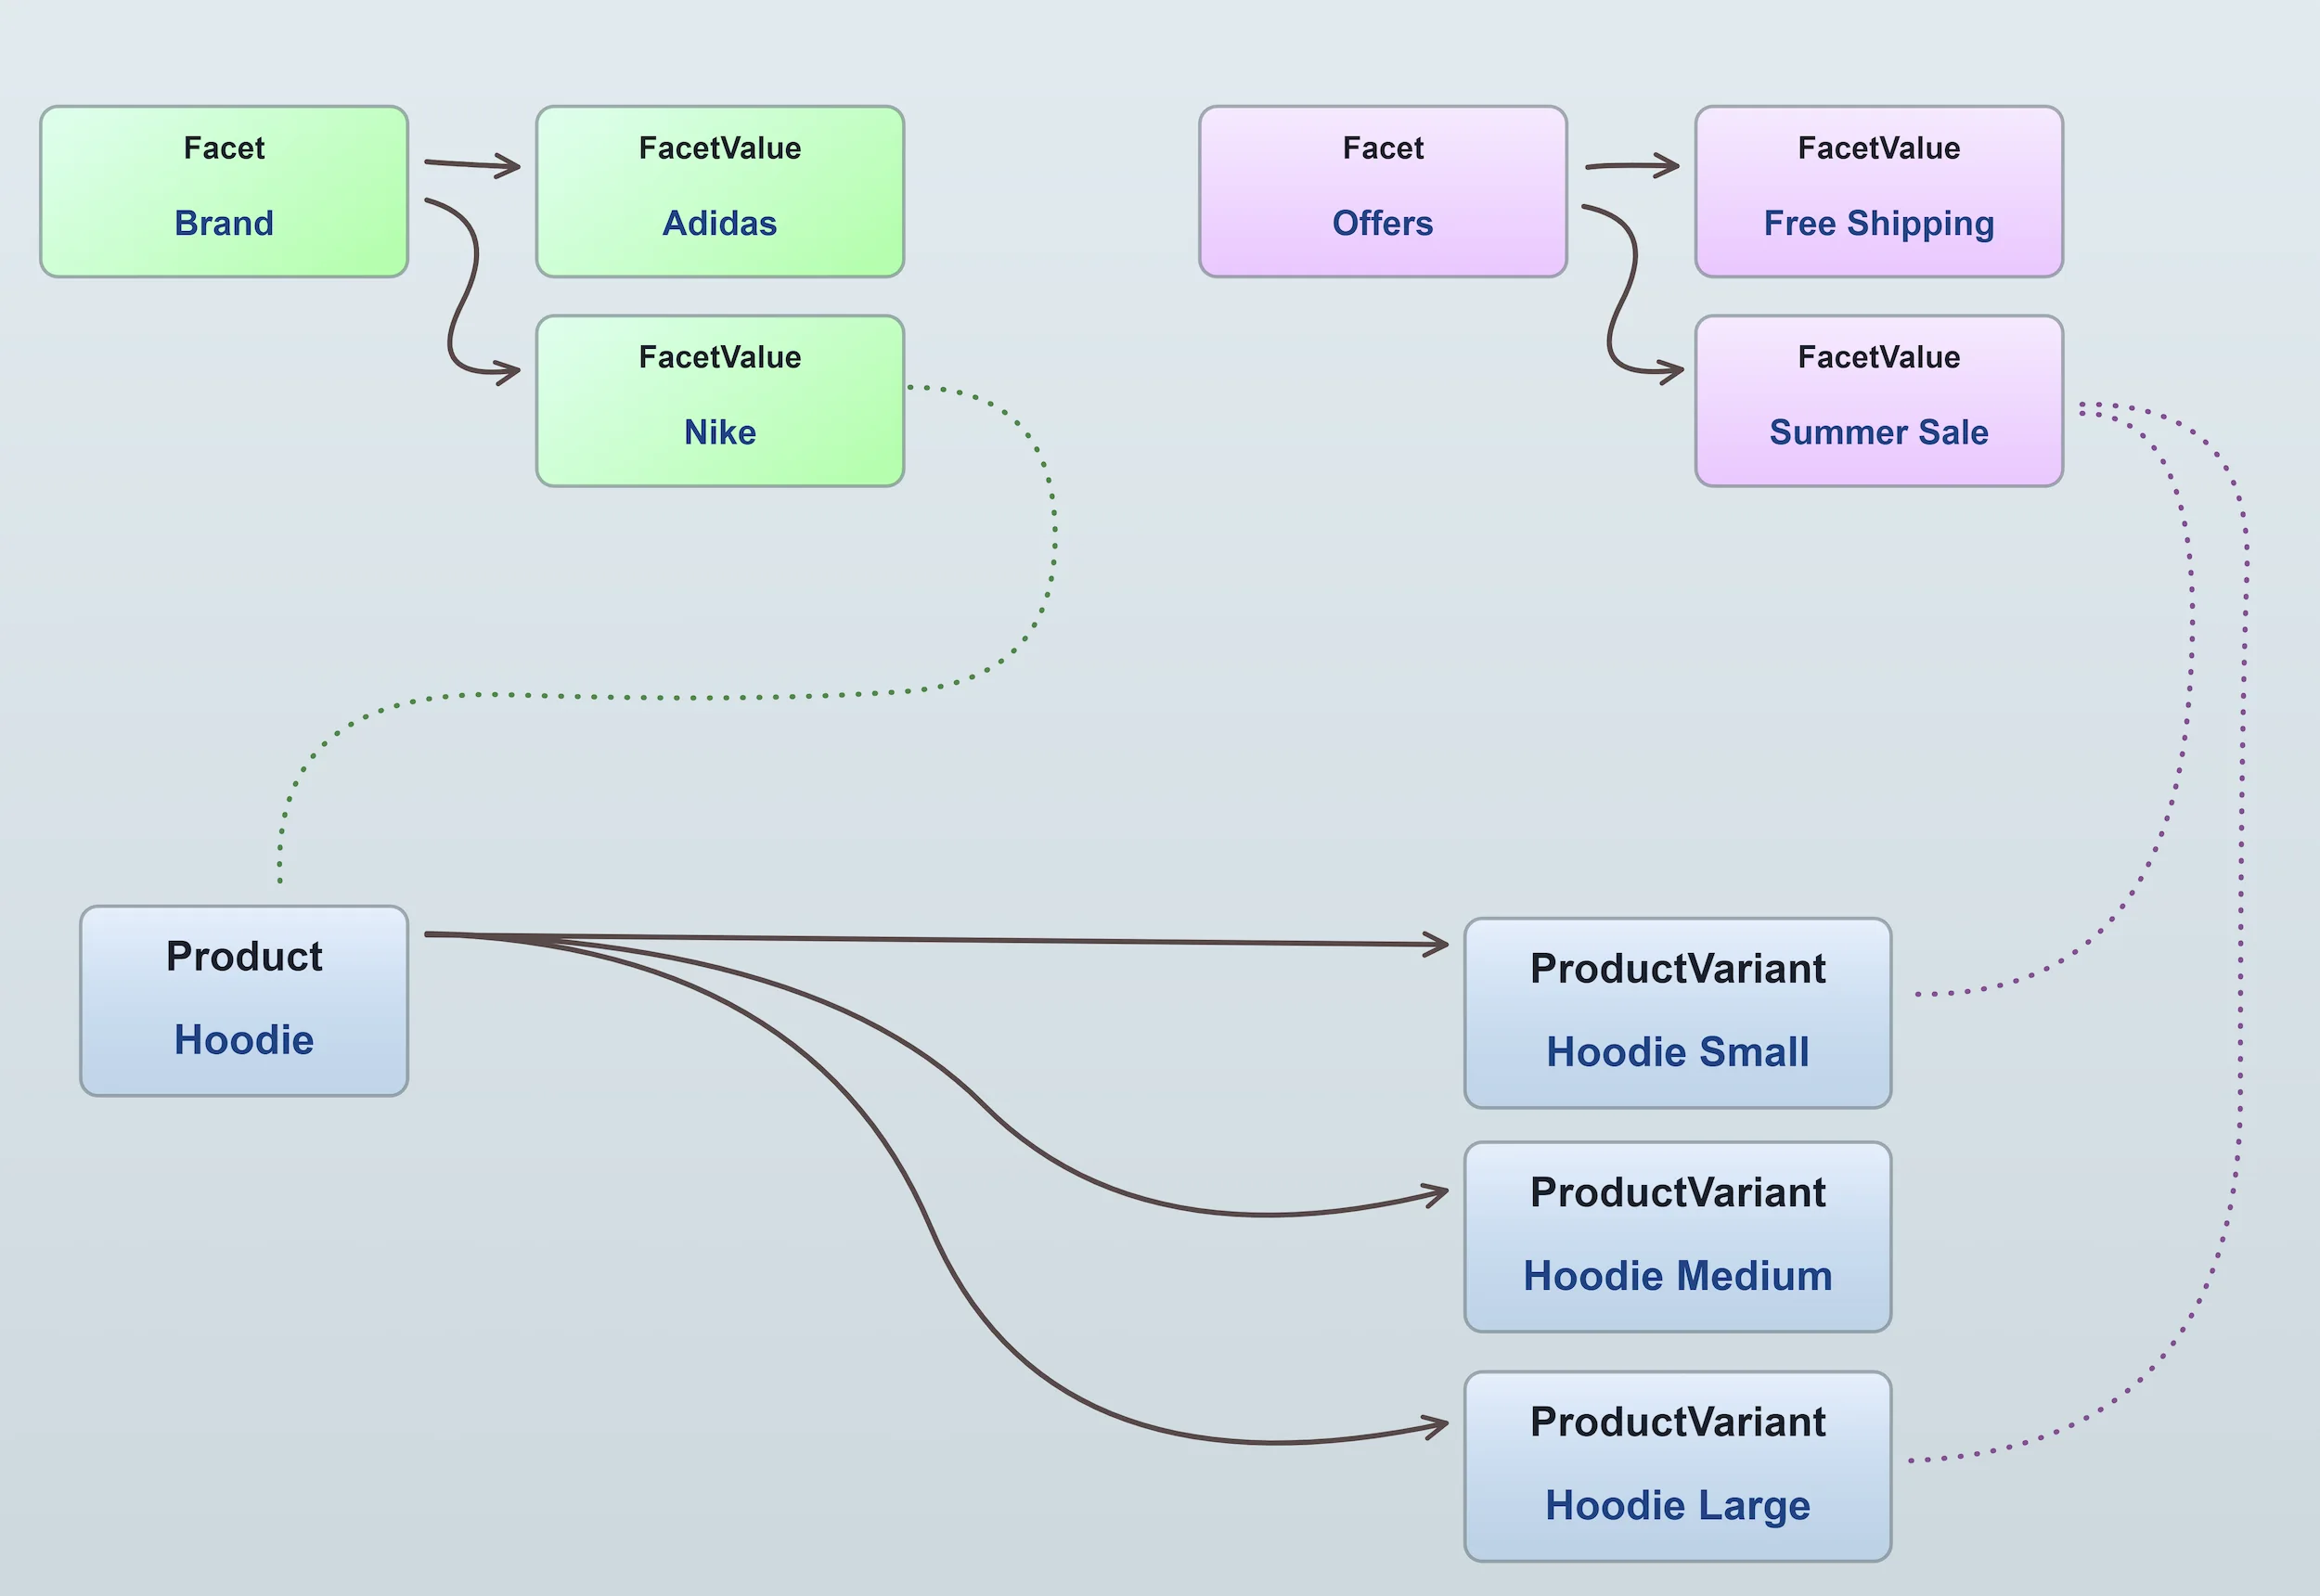 Facet
Brand
FacetValue
Adidas
FacetValue
Nike
Facet
Offers
FacetValue
Free Shipping
FacetValue
Summer Sale
Product
Hoodie
ProductVariant
Hoodie Small
ProductVariant
Hoodie Medium
ProductVariant
Hoodie Large